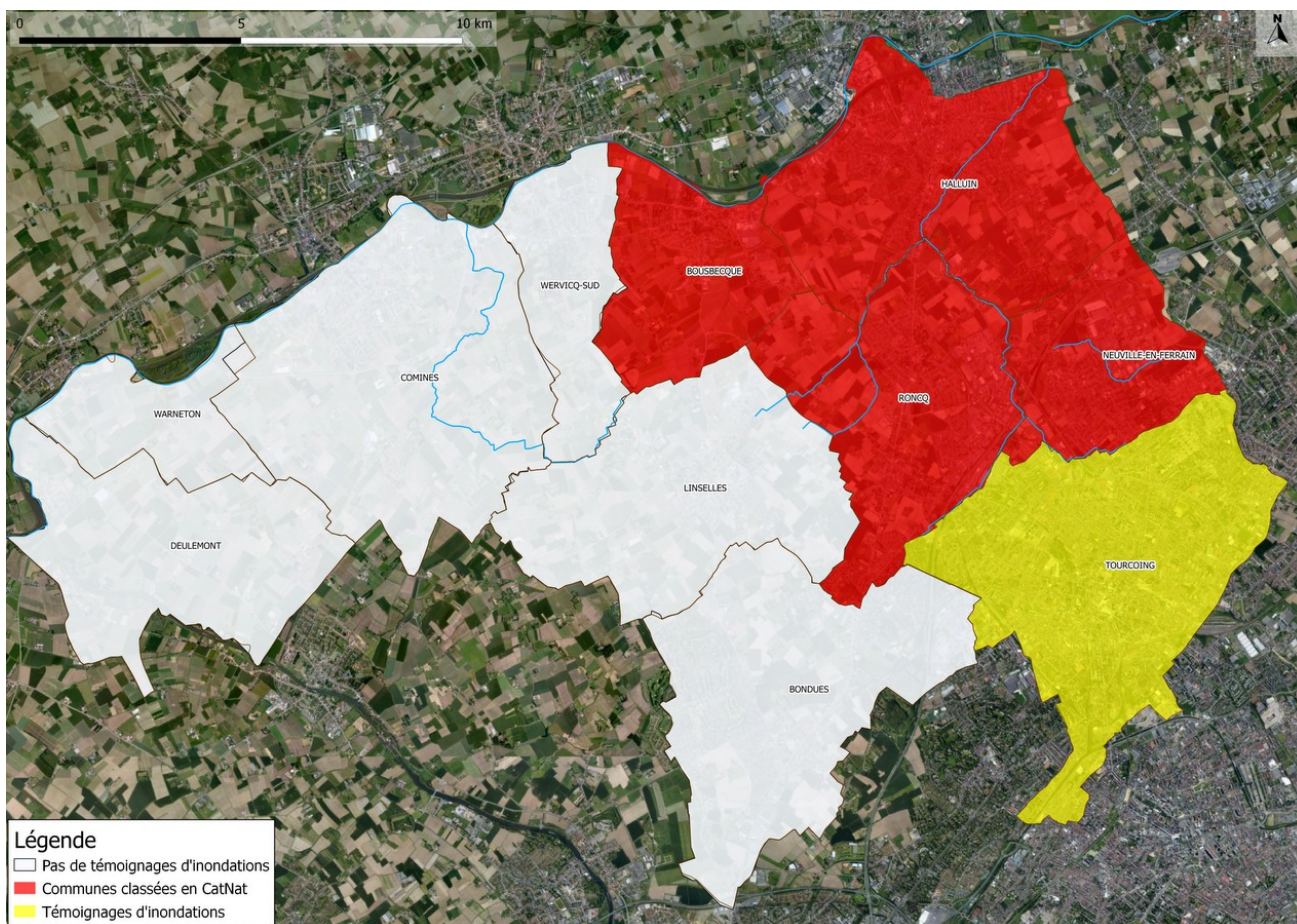 0 5 10 km
N
HALLUIN
BOUSBECQUE
WERVICQ-SUD
NEUVILLE-EN-FERRAIN
COMINES
RONCQ
WARNETON
LINSELLES
DEULEMONT
TOURCOING
BONDUES
Légende
Pas de témoignages d'inondations
Communes classées en CatNat
Témoignages d'inondations